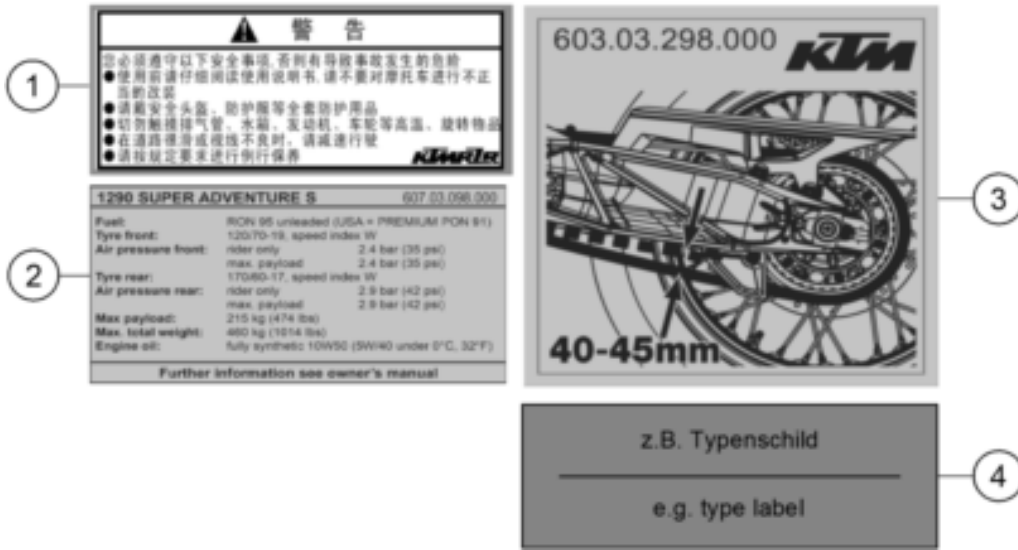 警 告
您必须遵守以下安全事项,否则有导致事故发生的危险
●使用前请仔细阅读使用说明书,请不要对摩托车进行不正
当的改装
●请戴安全头盔、防护服等全套防护用品
●切勿触摸排气管、水箱、发动机、车轮等高温、旋转物品
●在道路很滑或视线不良时,请减速行驶
●请按规定要求进行例行保养
1
1290 SUPER ADVENTURE S 607.03.098.000
Fuel: RON 95 unleaded (USA = PREMIUM PON 91)
Tyre front: 120/70-19, speed index W
Air pressure front: rider only 2.4 bar (35 psi)
max. payload 2.4 bar (35 psi)
Tyre rear: 170/60-17, speed index W
Air pressure rear: rider only 2.9 bar (42 psi)
max. payload 2.9 bar (42 psi)
Max payload: 215 kg (474 lbs)
Max. total weight: 460 kg (1014 lbs)
Engine oil: fully synthetic 10W50 (5W/40 under 0°C, 32°F)
Further information see owner's manual
2
603.03.298.000 KTM
40-45mm
3
z.B. Typenschild
e.g. type label
4